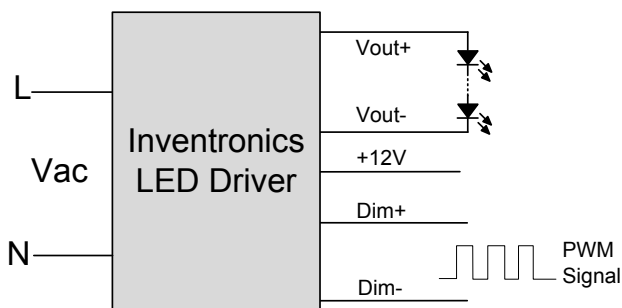 L
Vac
N
Inventronics
LED Driver
Vout+
Vout-
+12V
Dim+
Dim-
PWM
Signal